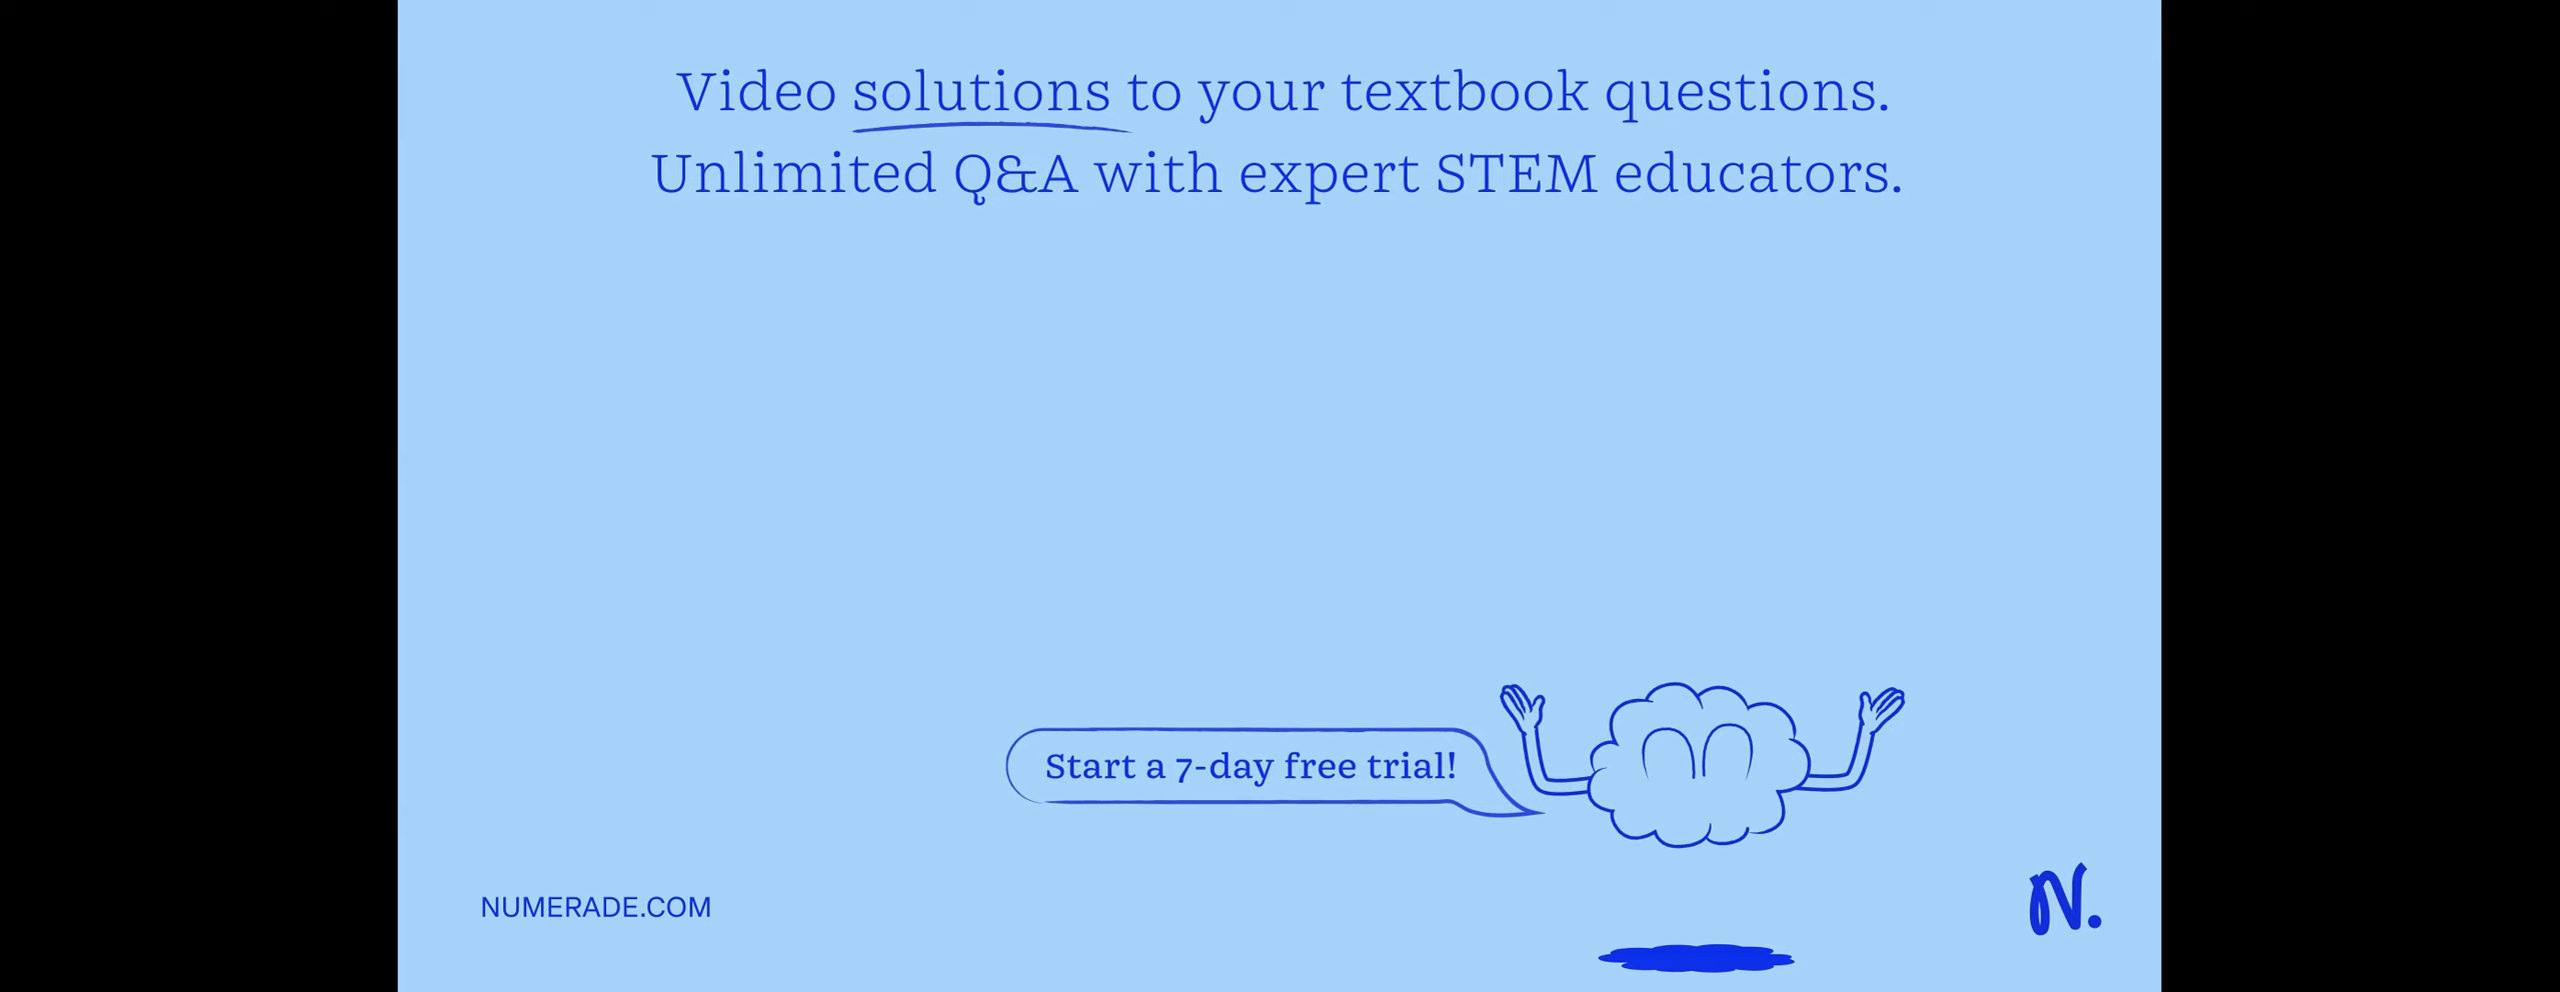 Video solutions to your textbook questions.
Unlimited Q&A with expert STEM educators.
Start a 7-day free trial!
NUMERADE.COM
N.